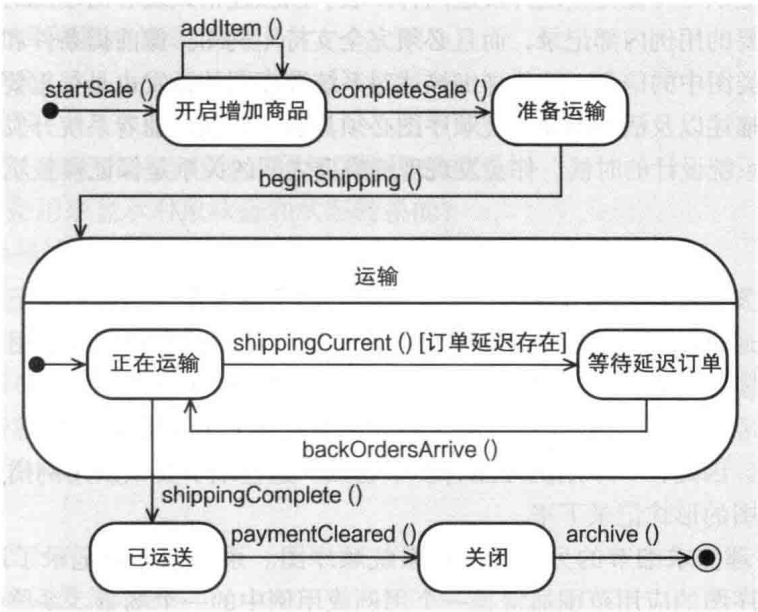 addItem ()
startSale ()
开启增加商品
completeSale ()
准备运输
beginShipping ()
运输
正在运输
shippingCurrent () [订单延迟存在]
等待延迟订单
backOrdersArrive ()
shippingComplete ()
已运送
paymentCleared ()
关闭
archive ()